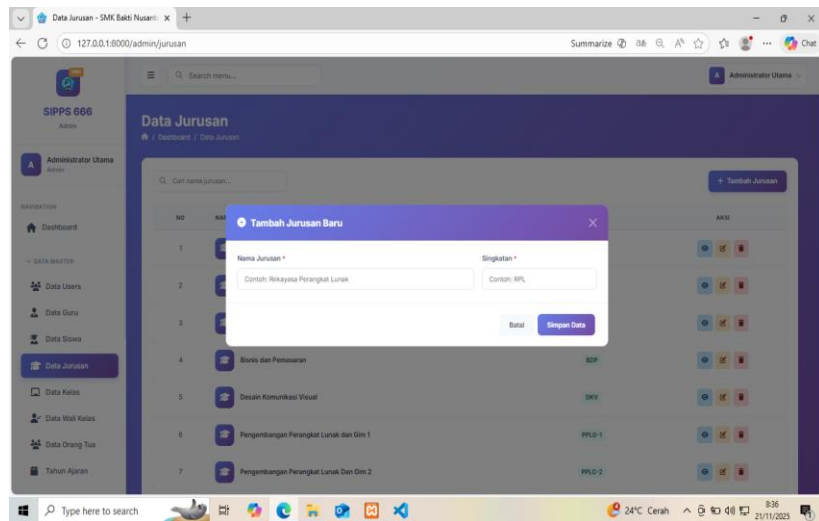 Data Jurusan - SMK Bakti Nusant
127.0.0.1:8000/admin/jurusan
Summarize
Chat
SIPPS 666
Admin
Search menu...
A
Administrator Utama
Data Jurusan
/ Dashboard / Data Jurusan
A
Administrator Utama
Admin
Cari nama jurusan...
+ Tambah Jurusan
NAVIGATION
Dashboard
DATA MASTER
Data Users
Data Guru
Data Siswa
Data Jurusan
Data Kelas
Data Wali Kelas
Data Orang Tua
Tahun Ajaran
NO
AKSI
Tambah Jurusan Baru
Nama Jurusan *
Singkatan *
Contoh: Rekayasa Perangkat Lunak
Contoh: RPL
Batal
Simpan Data
1
2
3
4 Bisnis dan Pemasaran BDP
5 Desain Komunikasi Visual DKV
6 Pengembangan Perangkat Lunak dan Gim 1 PPLG-1
7 Pengembangan Perangkat Lunak Dan Gim 2 PPLG-2
Type here to search
24°C Cerah
8:36
21/11/2025